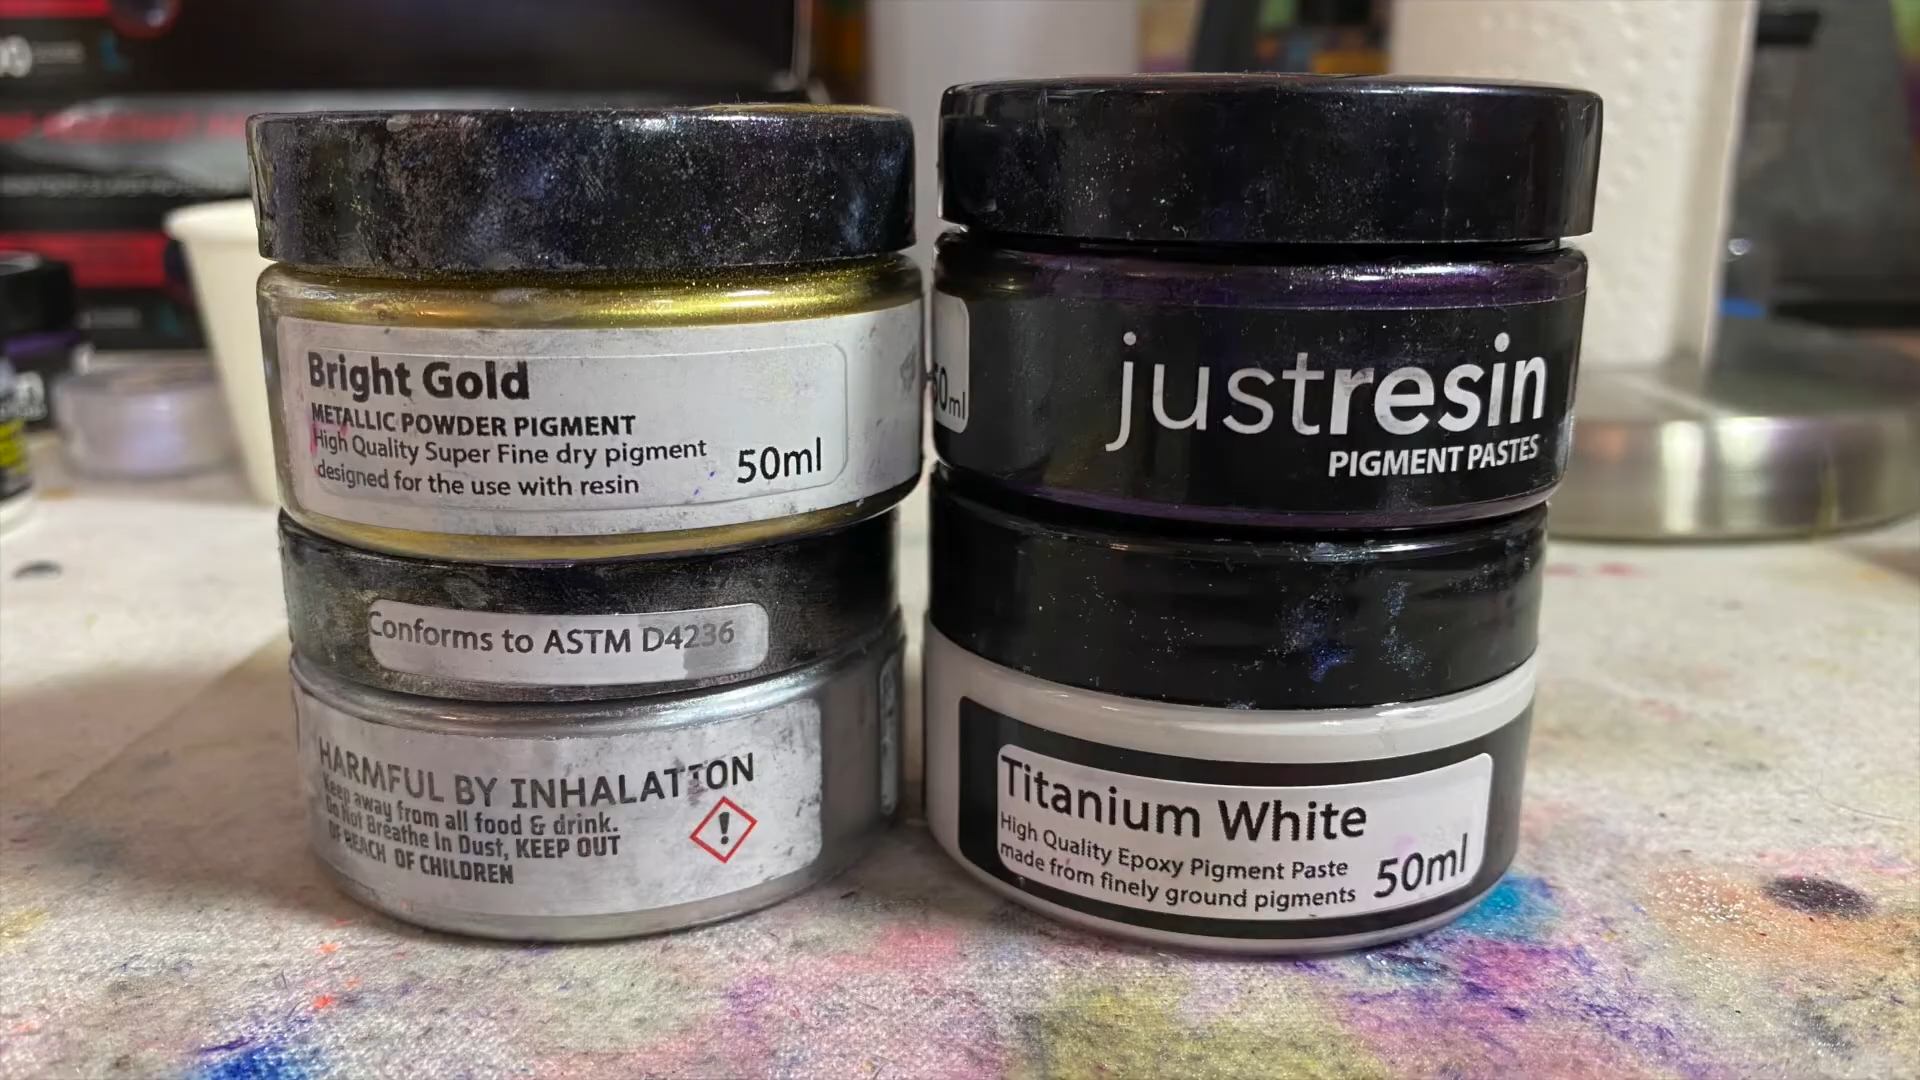 Bright Gold
METALLIC POWDER PIGMENT
High Quality Super Fine dry pigment
designed for the use with resin
50ml
Conforms to ASTM D4236
HARMFUL BY INHALATION
Keep away from all food & drink.
Do Not Breathe In Dust, KEEP OUT
OF REACH OF CHILDREN
!
50ml
justresin
PIGMENT PASTES
Titanium White
High Quality Epoxy Pigment Paste
made from finely ground pigments
50ml